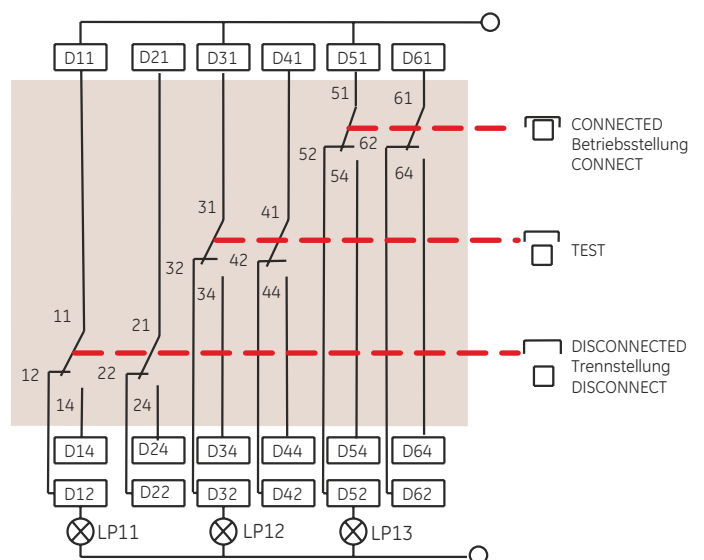 D11 D21 D31 D41 D51 D61
51 61
CONNECTED
Betriebsstellung
CONNECT
52 62
54 64
31 41
TEST
32 42
34 44
11 21
DISCONNECTED
Trennstellung
DISCONNECT
12 22
14 24
D14 D24 D34 D44 D54 D64
D12 D22 D32 D42 D52 D62
LP11 LP12 LP13